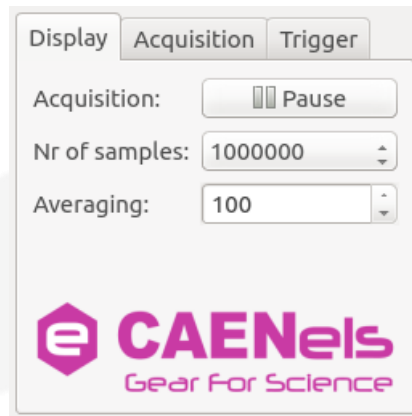 Display Acquisition Trigger
Acquisition: Pause
Nr of samples: 1000000
Averaging: 100
e CAENels
Gear For Science